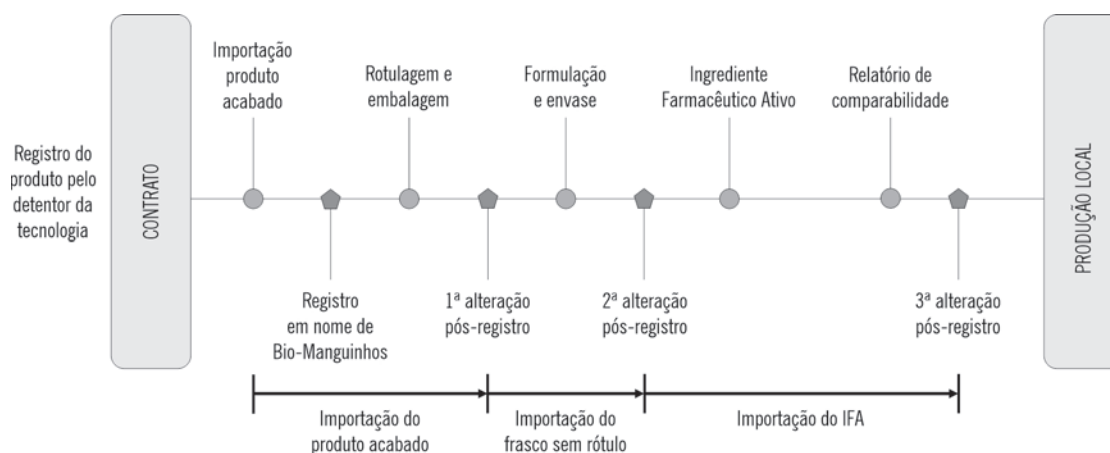 Registro do
produto pelo
detentor da
tecnologia
CONTRATO
Importação
produto
acabado
Rotulagem e
embalagem
Formulação
e envase
Ingrediente
Farmacêutico Ativo
Relatório de
comparabilidade
Registro
em nome de
Bio-Manguinhos
1ª alteração
pós-registro
2ª alteração
pós-registro
3ª alteração
pós-registro
PRODUÇÃO LOCAL
Importação do
produto acabado
Importação do
frasco sem rótulo
Importação do IFA